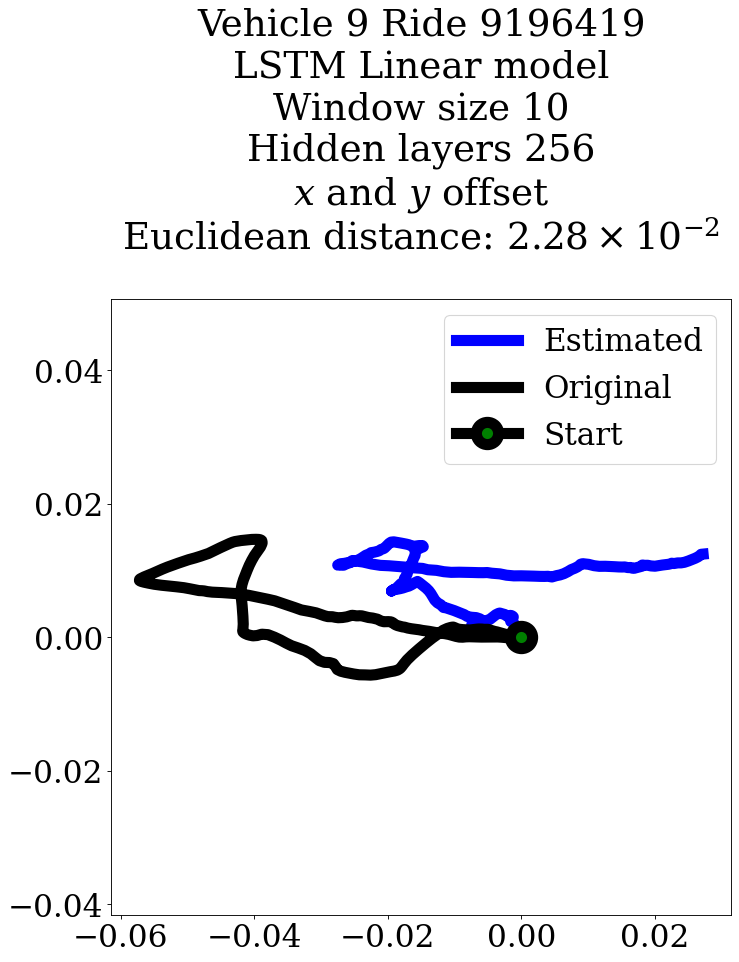 Vehicle 9 Ride 9196419
LSTM Linear model
Window size 10
Hidden layers 256
x and y offset
Euclidean distance: 2.28 × 10⁻²
Estimated
Original
Start
0.04
0.02
0.00
−0.02
−0.04
−0.06 −0.04 −0.02 0.00 0.02